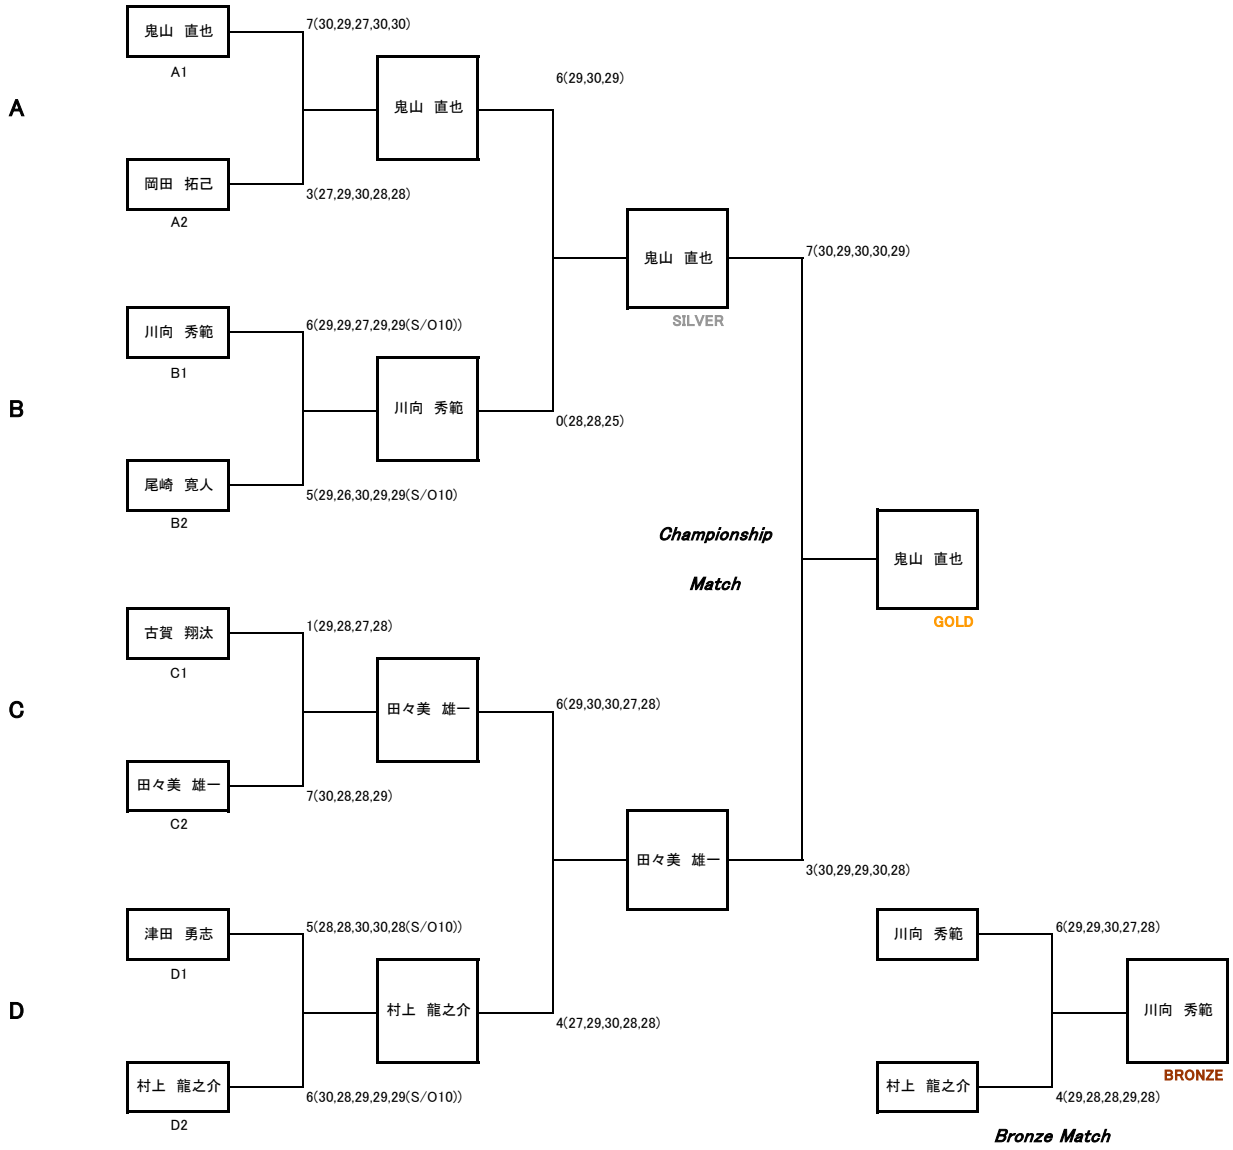 鬼山　直也
7(30,29,27,30,30)
A1
鬼山　直也
6(29,30,29)
A
岡田　拓己
3(27,29,30,28,28)
A2
鬼山　直也
7(30,29,30,30,29)
SILVER
川向　秀範
6(29,29,27,29,29(S/O10))
B1
川向　秀範
0(28,28,25)
B
尾崎　寛人
5(29,26,30,29,29(S/O10)
B2
Championship
Match
鬼山　直也
GOLD
古賀　翔汰
1(29,28,27,28)
C1
田々美　雄一
6(29,30,30,27,28)
C
田々美　雄一
7(30,28,28,29)
C2
田々美　雄一
3(30,29,29,30,28)
津田　勇志
5(28,28,30,30,28(S/O10))
D1
村上　龍之介
4(27,29,30,28,28)
D
村上　龍之介
6(30,28,29,29,29(S/O10))
D2
川向　秀範
6(29,29,30,27,28)
川向　秀範
BRONZE
村上　龍之介
4(29,28,28,29,28)
Bronze Match